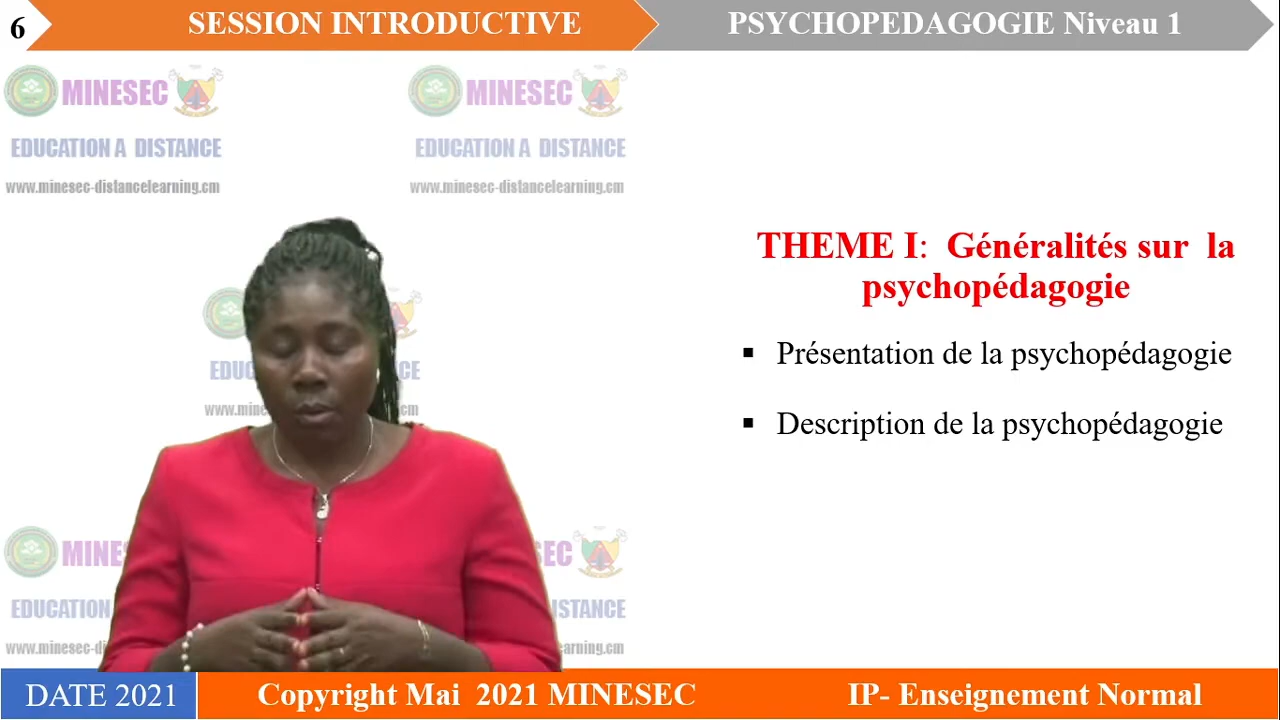 6
SESSION INTRODUCTIVE
PSYCHOPEDAGOGIE Niveau 1
MINESEC
EDUCATION A DISTANCE
www.minesec-distancelearning.cm
MINESEC
EDUCATION A DISTANCE
www.minesec-distancelearning.cm
THEME I: Généralités sur la
psychopédagogie
▪ Présentation de la psychopédagogie
▪ Description de la psychopédagogie
DATE 2021
Copyright Mai 2021 MINESEC
IP- Enseignement Normal